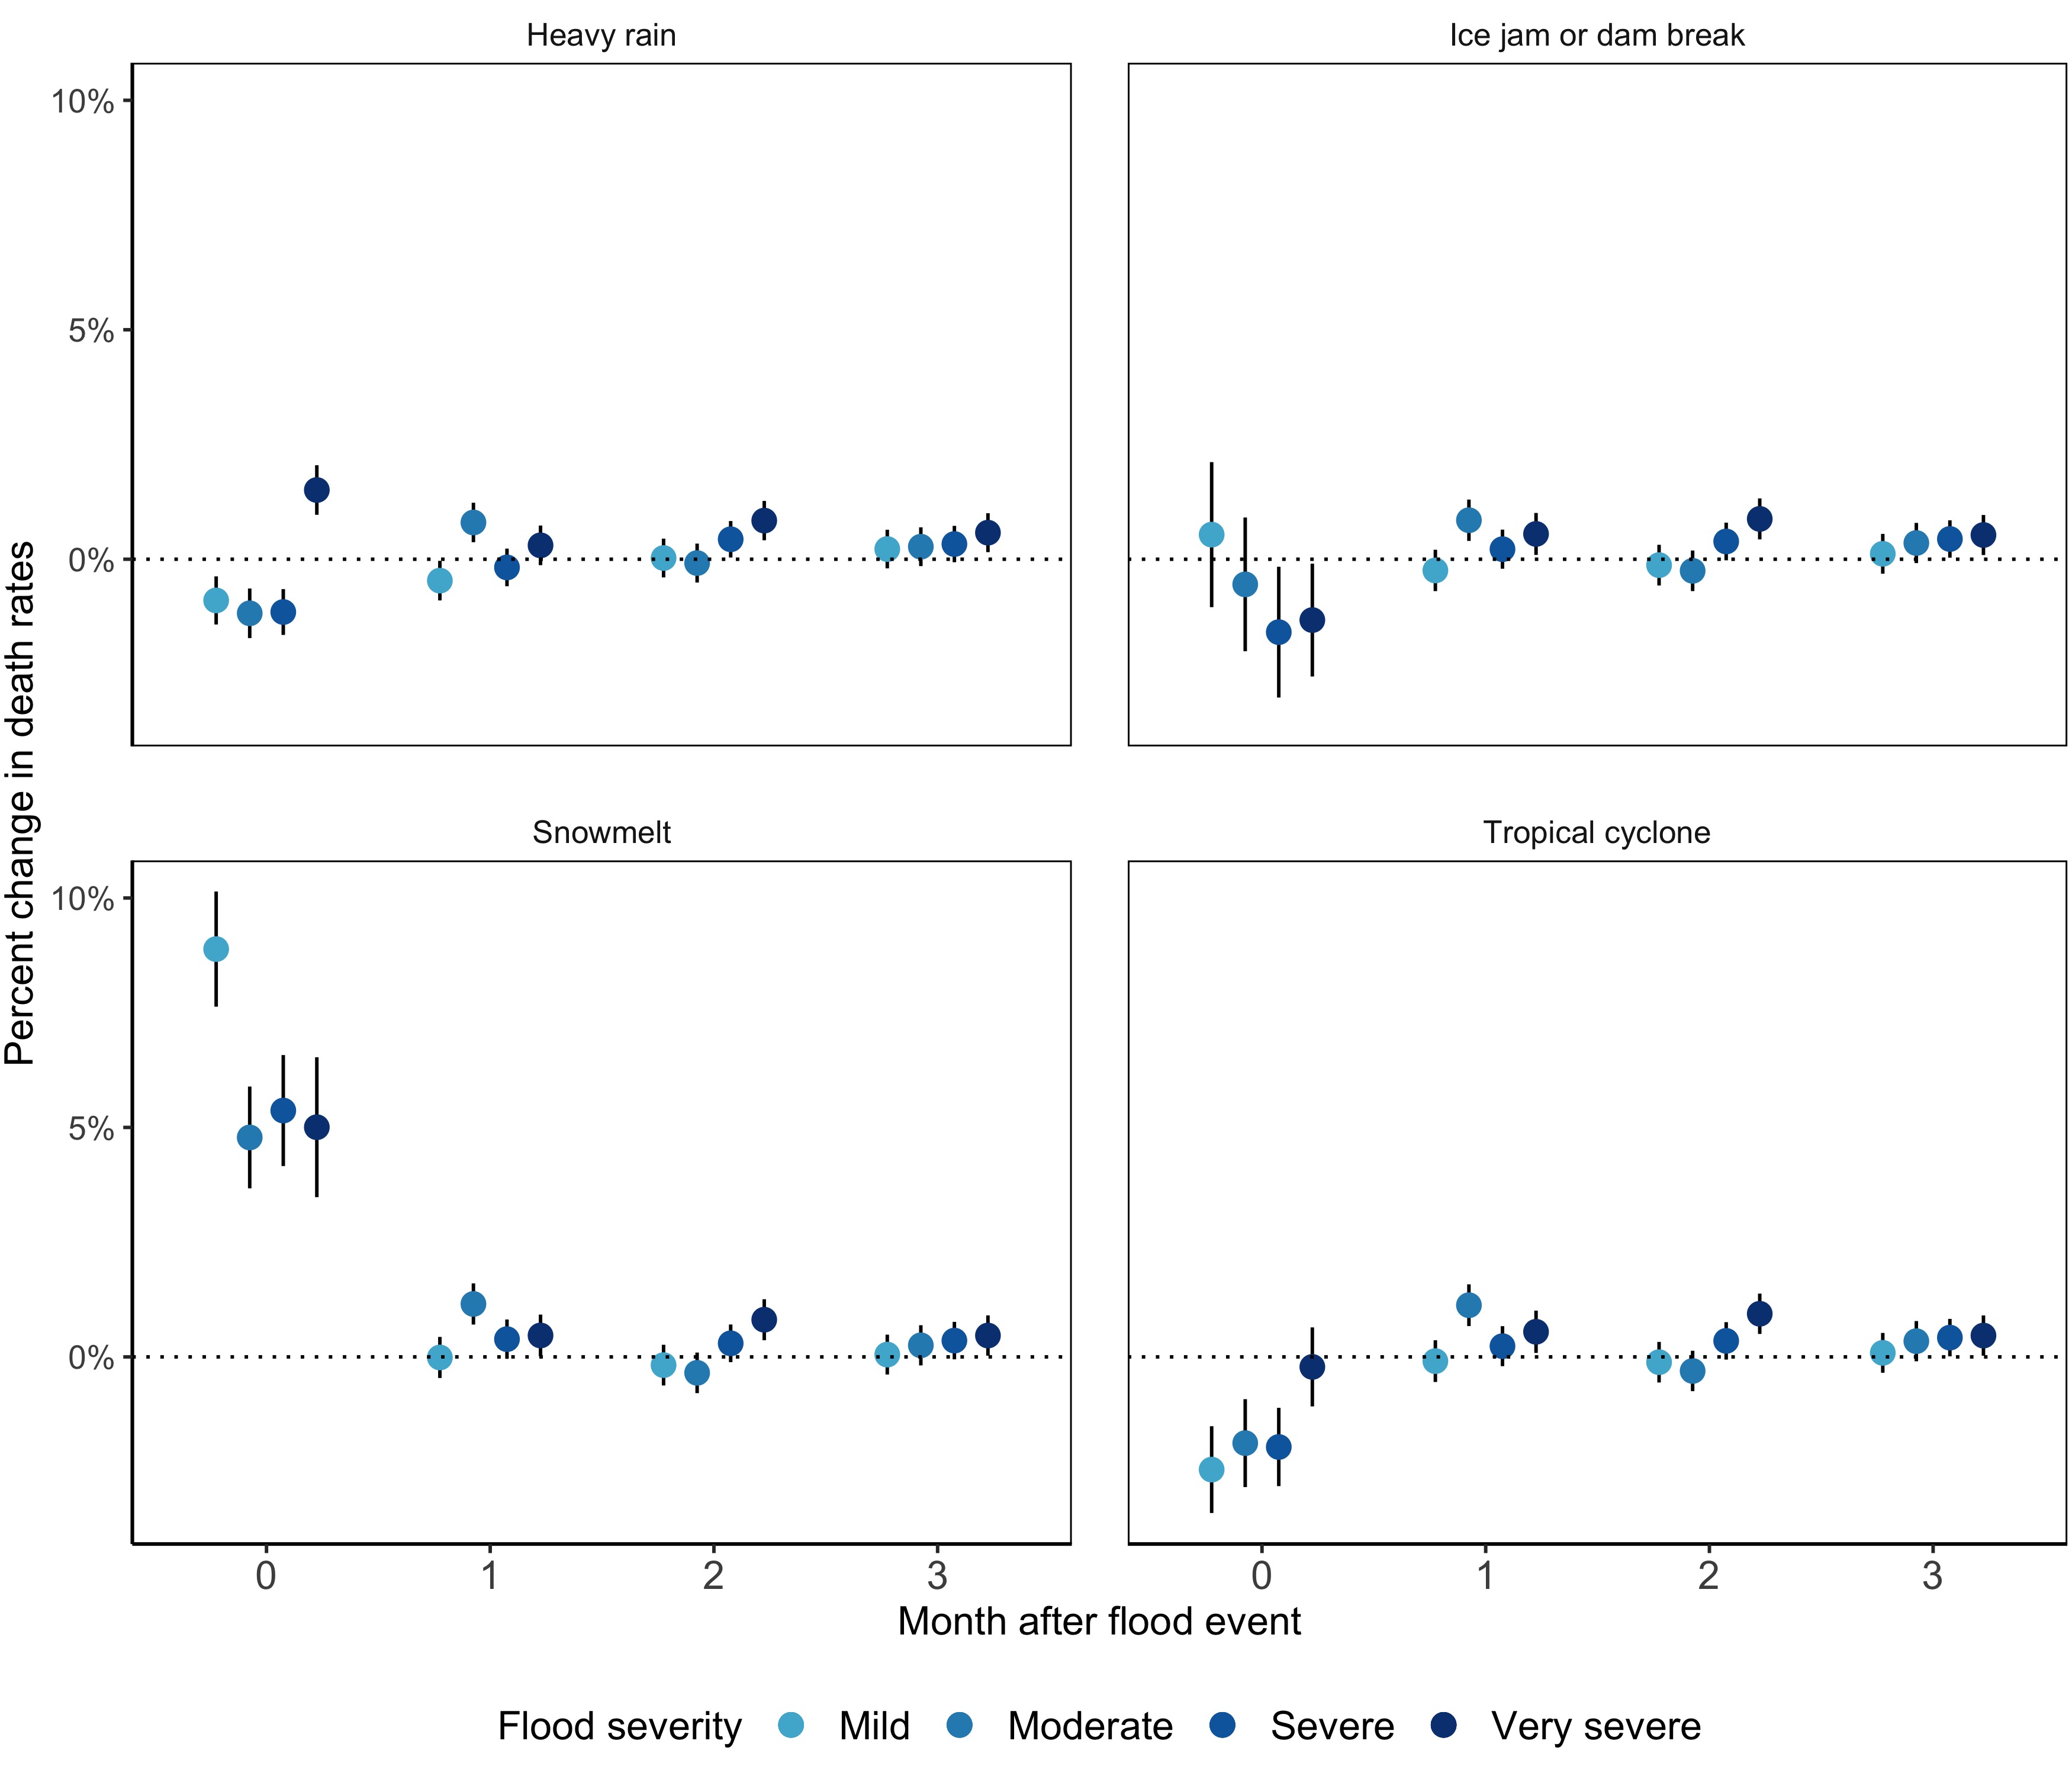 Heavy rain
Ice jam or dam break
10%
5%
0%
Percent change in death rates
Snowmelt
Tropical cyclone
10%
5%
0%
0 1 2 3
0 1 2 3
Month after flood event
Flood severity Mild Moderate Severe Very severe